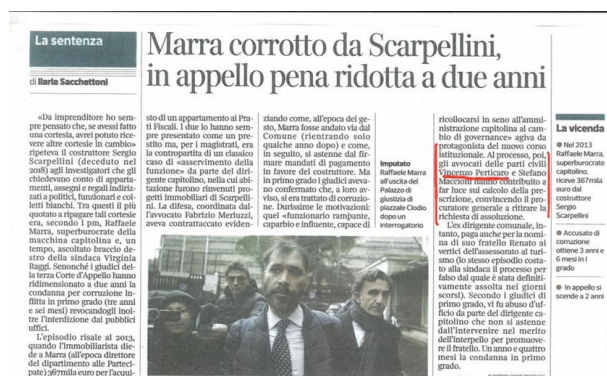 La sentenza
di Ilaria Sacchettoni
Marra corrotto da Scarpellini,
in appello pena ridotta a due anni
«Da imprenditore ho sem-
pre pensato che, se avessi fatto
una cortesia, avrei potuto rice-
vere altre cortesie in cambio»
ripeteva il costruttore Sergio
Scarpellini (deceduto nel
2018) agli investigatori che gli
chiedevano conto di apparta-
menti, assegni e regali indiriz-
zati a politici, funzionari e col-
letti bianchi. Tra questi il più
quotato a ripagare tali cortesie
era, secondo i pm, Raffaele
Marra, superburocrate della
macchina capitolina e, un
tempo, ascoltato braccio de-
stro della sindaca Virginia
Raggi. Senonché i giudici del-
la terza Corte d'Appello hanno
ridimensionato a due anni la
condanna per corruzione in-
flitta in primo grado (tre anni
e sei mesi) revocandogli inol-
tre l'interdizione dai pubblici
uffici.
L'episodio risale al 2013,
quando l'immobiliarista die-
de a Marra (all'epoca direttore
del dipartimento alle Parteci-
pate) 367mila euro per l'acqui-
sto di un appartamento ai Pra-
ti Fiscali. I due lo hanno sem-
pre presentato come un pre-
stito ma, per i magistrati, era
la contropartita di un classico
caso di «asservimento della
funzione» da parte del diri-
gente capitolino, nella cui abi-
tazione furono rinvenuti pro-
getti immobiliari di Scarpelli-
ni. La difesa, coordinata dal-
l'avvocato Fabrizio Merluzzi,
aveva controattaccato eviden-
ziando come, all'epoca del ge-
sto, Marra fosse andato via dal
Comune (rientrando solo
qualche anno dopo) e come,
in seguito, si astenne dal fir-
mare mandati di pagamento
in favore del costruttore. Ma
in primo grado i giudici aveva-
no confermato che, a loro av-
viso, si era trattato di corruzio-
ne. Durissime le motivazioni:
quel «funzionario rampante,
caparbio e influente, capace di
Imputato
Raffaele Marra
all'uscita del
Palazzo di
giustizia di
piazzale Clodio
dopo un
interrogatorio
ricollocarsi in seno all'ammi-
nistrazione capitolina al cam-
bio di governance» agiva da
protagonista del nuovo corso
istituzionale. Al processo, poi,
gli avvocati delle parti civili
Vincenzo Perticaro e Stefano
Maccioni hanno contribuito a
far luce sul calcolo della pre-
scrizione, convincendo il pro-
curatore generale a ritirare la
richiesta di assoluzione.
L'ex dirigente comunale, in-
tanto, paga anche per la nomi-
na di suo fratello Renato ai
vertici dell'assessorato al turi-
smo (lo stesso episodio costa-
to alla sindaca il processo per
falso dal quale è stata definiti-
vamente assolta nei giorni
scorsi). Secondo i giudici di
primo grado, vi fu abuso d'uf-
ficio da parte del dirigente ca-
pitolino che non si astenne
dall'intervenire nel merito
dell'interpello per promuove-
re il fratello. Un anno e quattro
mesi la condanna in primo
grado.
La vicenda
● Nel 2013
Raffaele Marra,
superburocrate
capitolino,
riceve 367mila
euro dal
costruttore
Sergio
Scarpellini
● Accusato di
corruzione
ottiene 3 anni e
6 mesi in I
grado
● In appello si
scende a 2 anni